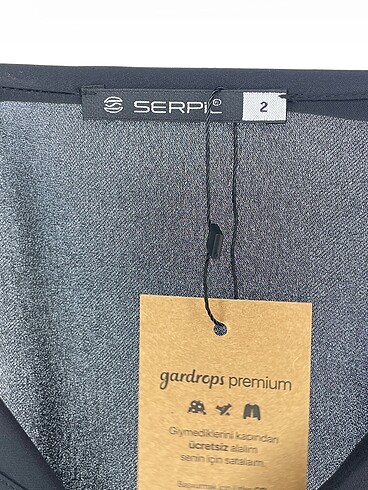 SERPİL® 2
gardrops premium
Giymediklerini kapından
ücretsiz alalım
senin için satalım